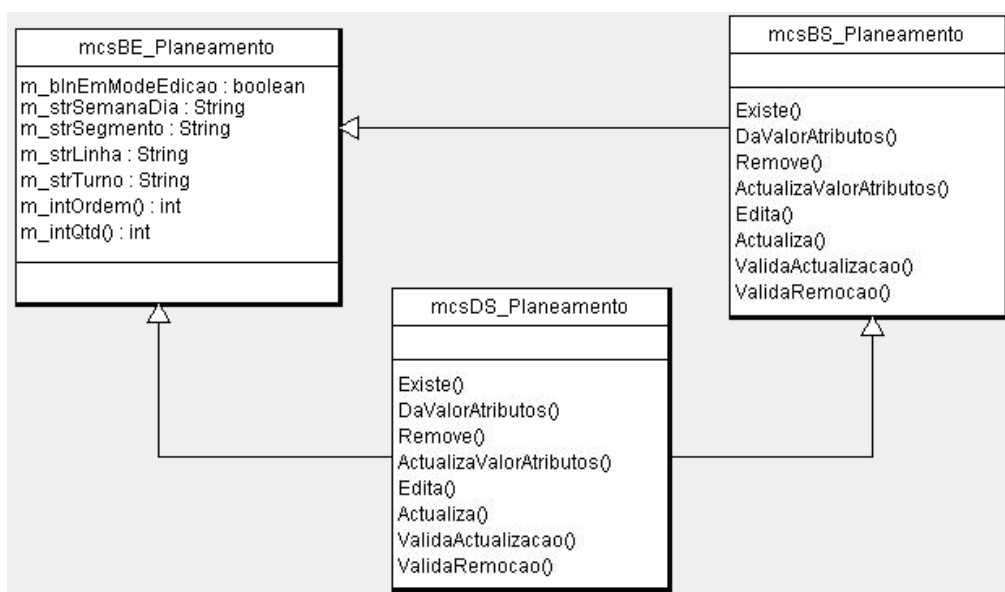 mcsBE_Planeamento
m_blnEmModeEdicao : boolean
m_strSemanaDia : String
m_strSegmento : String
m_strLinha : String
m_strTurno : String
m_intOrdem() : int
m_intQtd() : int
mcsBS_Planeamento
Existe()
DaValorAtributos()
Remove()
ActualizaValorAtributos()
Edita()
Actualiza()
ValidaActualizacao()
ValidaRemocao()
mcsDS_Planeamento
Existe()
DaValorAtributos()
Remove()
ActualizaValorAtributos()
Edita()
Actualiza()
ValidaActualizacao()
ValidaRemocao()